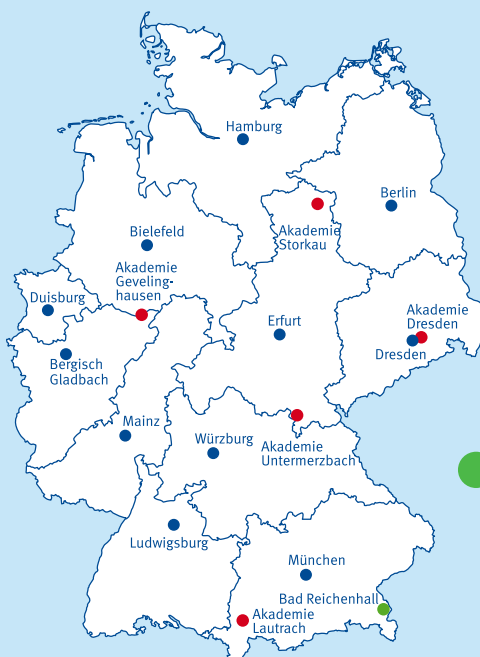 Hamburg
Berlin
Akademie
Storkau
Bielefeld
Akademie
Geveling-
hausen
Duisburg
Erfurt
Akademie
Dresden
Dresden
Bergisch
Gladbach
Mainz
Würzburg
Akademie
Untermerzbach
Ludwigsburg
München
Bad Reichenhall
Akademie
Lautrach